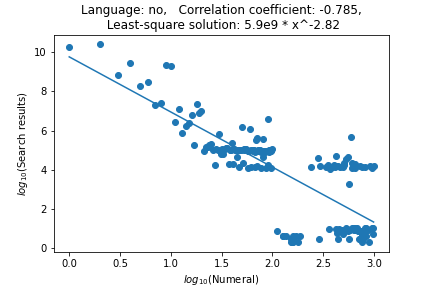 Language: no,   Correlation coefficient: -0.785,
Least-square solution: 5.9e9 * x^-2.82
10
8
6
4
2
0
log10(Search results)
0.0 0.5 1.0 1.5 2.0 2.5 3.0
log10(Numeral)